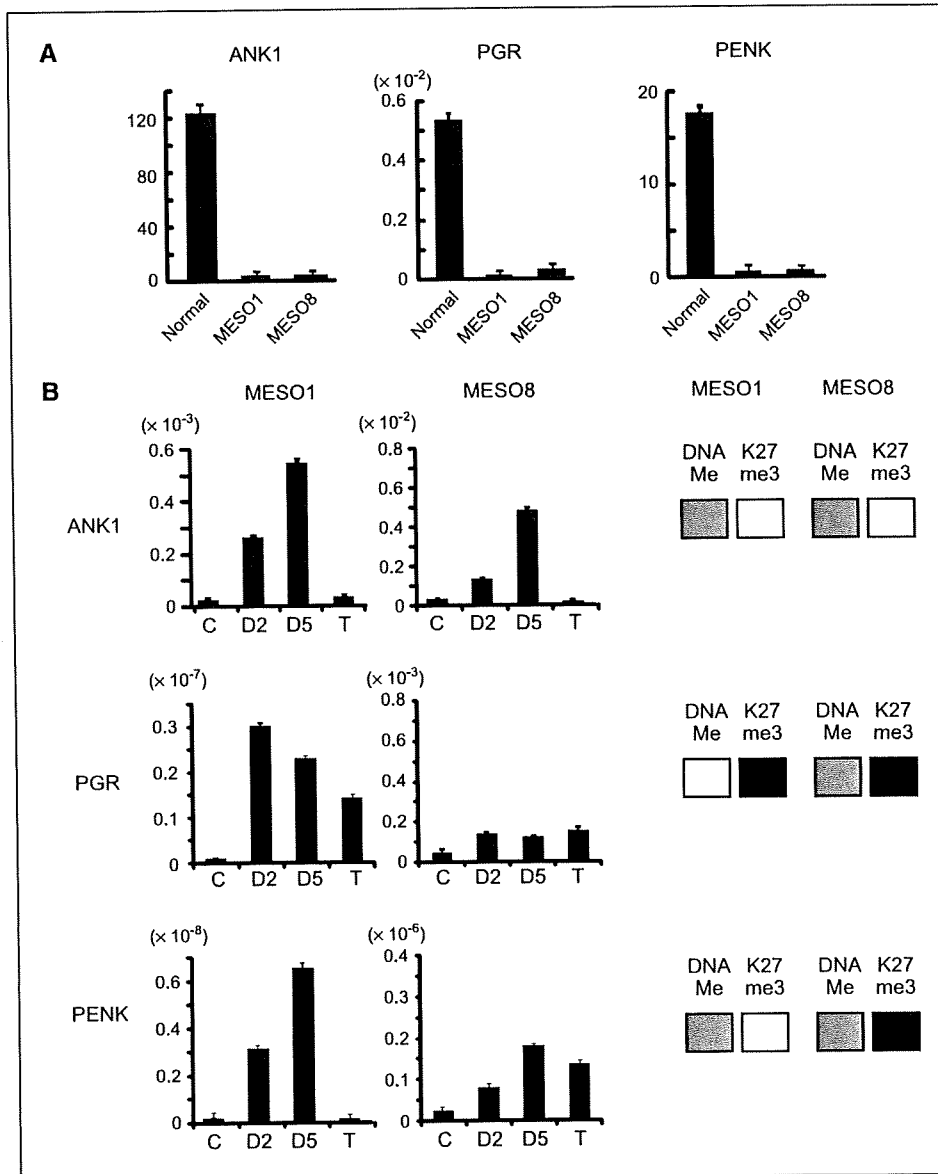 A
ANK1
PGR
PENK
(× 10⁻²)
120
80
40
0
0.6
0.4
0.2
0
20
10
0
Normal
MESO1
MESO8
Normal
MESO1
MESO8
Normal
MESO1
MESO8
B
MESO1
MESO8
MESO1
MESO8
ANK1
(× 10⁻³)
0.6
0.4
0.2
0
C D2 D5 T
(× 10⁻²)
0.8
0.6
0.4
0.2
0
C D2 D5 T
DNA K27 DNA K27
Me me3 Me me3
PGR
(× 10⁻⁷)
0.3
0.2
0.1
0
C D2 D5 T
(× 10⁻³)
0.8
0.6
0.4
0.2
0
C D2 D5 T
DNA K27 DNA K27
Me me3 Me me3
PENK
(× 10⁻⁸)
0.6
0.4
0.2
0
C D2 D5 T
(× 10⁻⁶)
0.4
0.3
0.2
0.1
0
C D2 D5 T
DNA K27 DNA K27
Me me3 Me me3